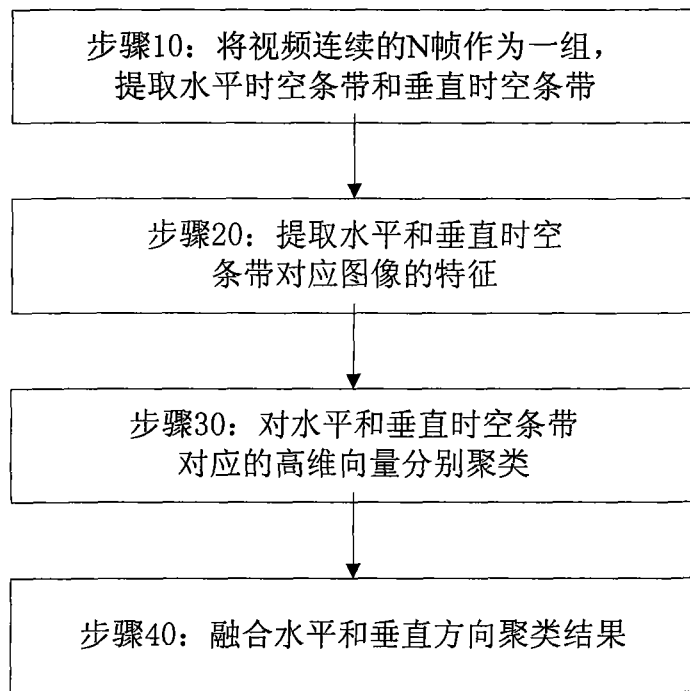 步骤10：将视频连续的N帧作为一组，
提取水平时空条带和垂直时空条带
步骤20：提取水平和垂直时空
条带对应图像的特征
步骤30：对水平和垂直时空条带
对应的高维向量分别聚类
步骤40：融合水平和垂直方向聚类结果